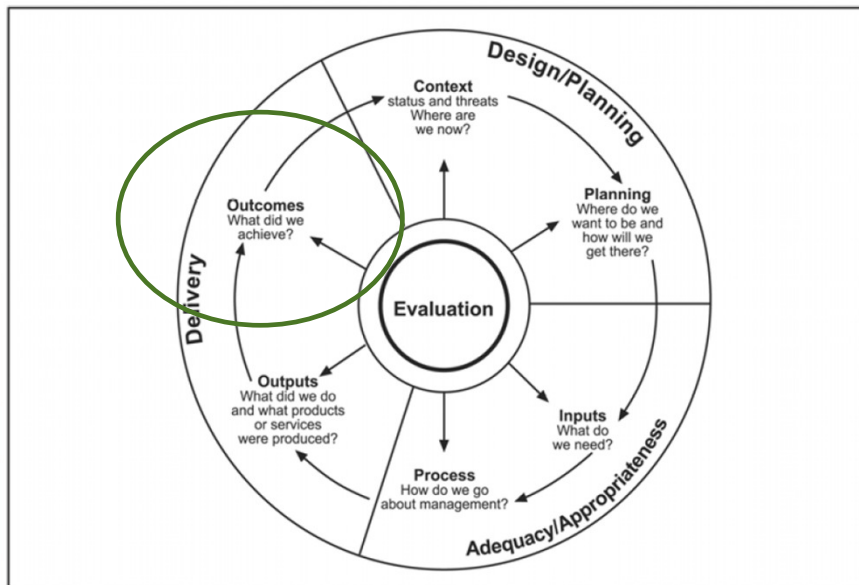 Design/Planning
Context
status and threats
Where are
we now?
Planning
Where do we
want to be and
how will we
get there?
Outcomes
What did we
achieve?
Delivery
Evaluation
Outputs
What did we do
and what products
or services
were produced?
Inputs
What do
we need?
Process
How do we go
about management?
Adequacy/Appropriateness